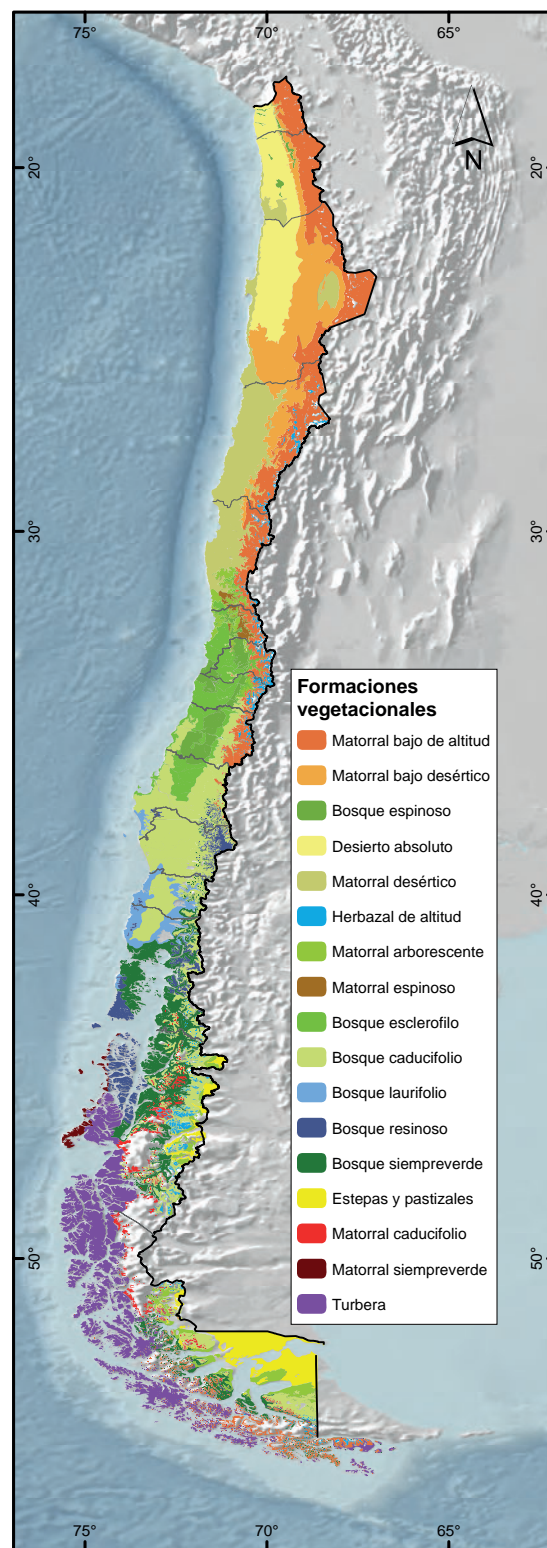 75° 70° 65°
N
20°
20°
30°
30°
Formaciones
vegetacionales
Matorral bajo de altitud
Matorral bajo desértico
Bosque espinoso
Desierto absoluto
Matorral desértico
Herbazal de altitud
Matorral arborescente
Matorral espinoso
Bosque esclerofilo
Bosque caducifolio
Bosque laurifolio
Bosque resinoso
Bosque siempreverde
Estepas y pastizales
Matorral caducifolio
Matorral siempreverde
Turbera
40°
40°
50°
50°
75° 70° 65°